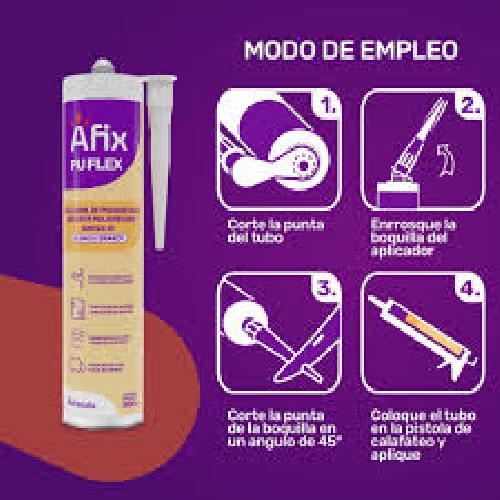 MODO DE EMPLEO
Afix
PU FLEX
1.
Corte la punta
del tubo
2.
Enrrosque la
boquilla del
aplicador
3.
Corte la punta
de la boquilla en
un angulo de 45°
4.
Coloque el tubo
en la pistola de
calafateo y
aplique